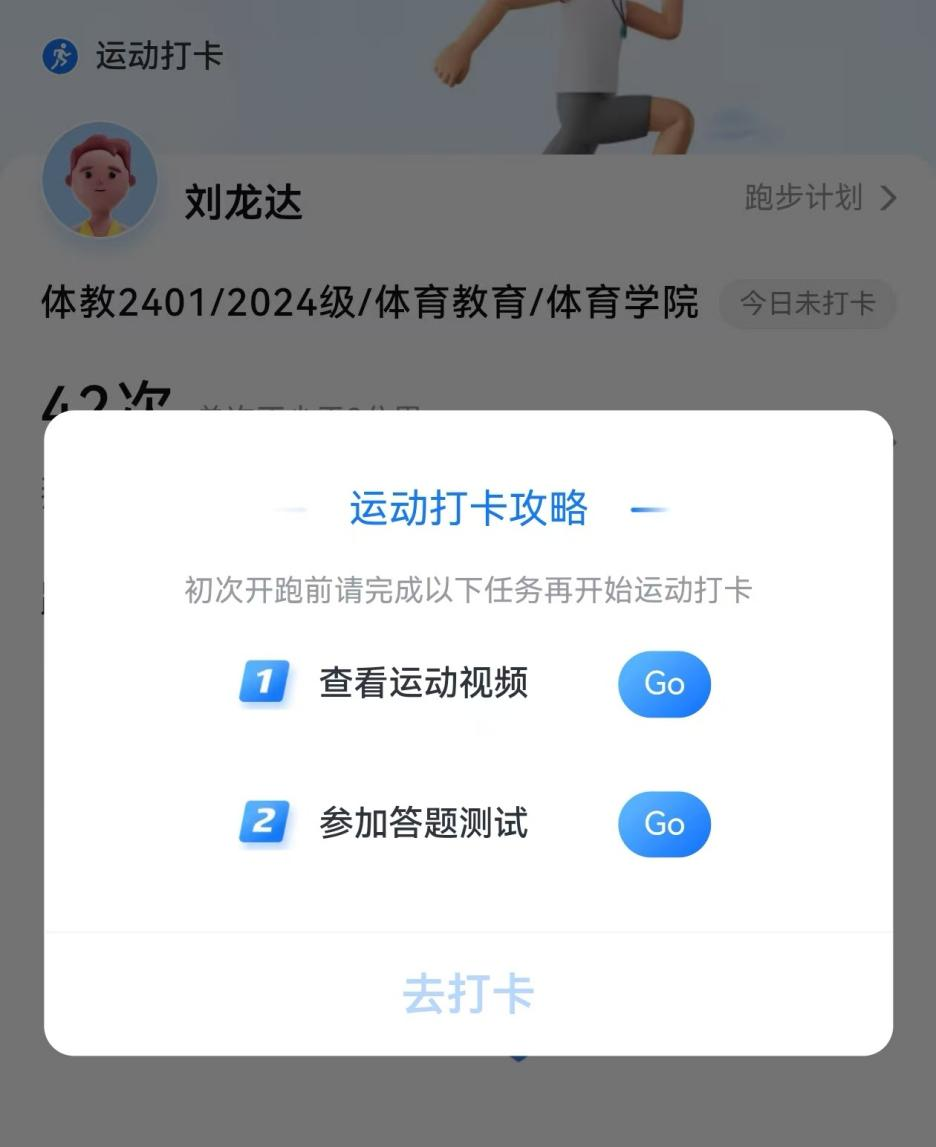 运动打卡
刘龙达
跑步计划
体教2401/2024级/体育教育/体育学院
今日未打卡
42次
运动打卡攻略
初次开跑前请完成以下任务再开始运动打卡
1 查看运动视频 Go
2 参加答题测试 Go
去打卡